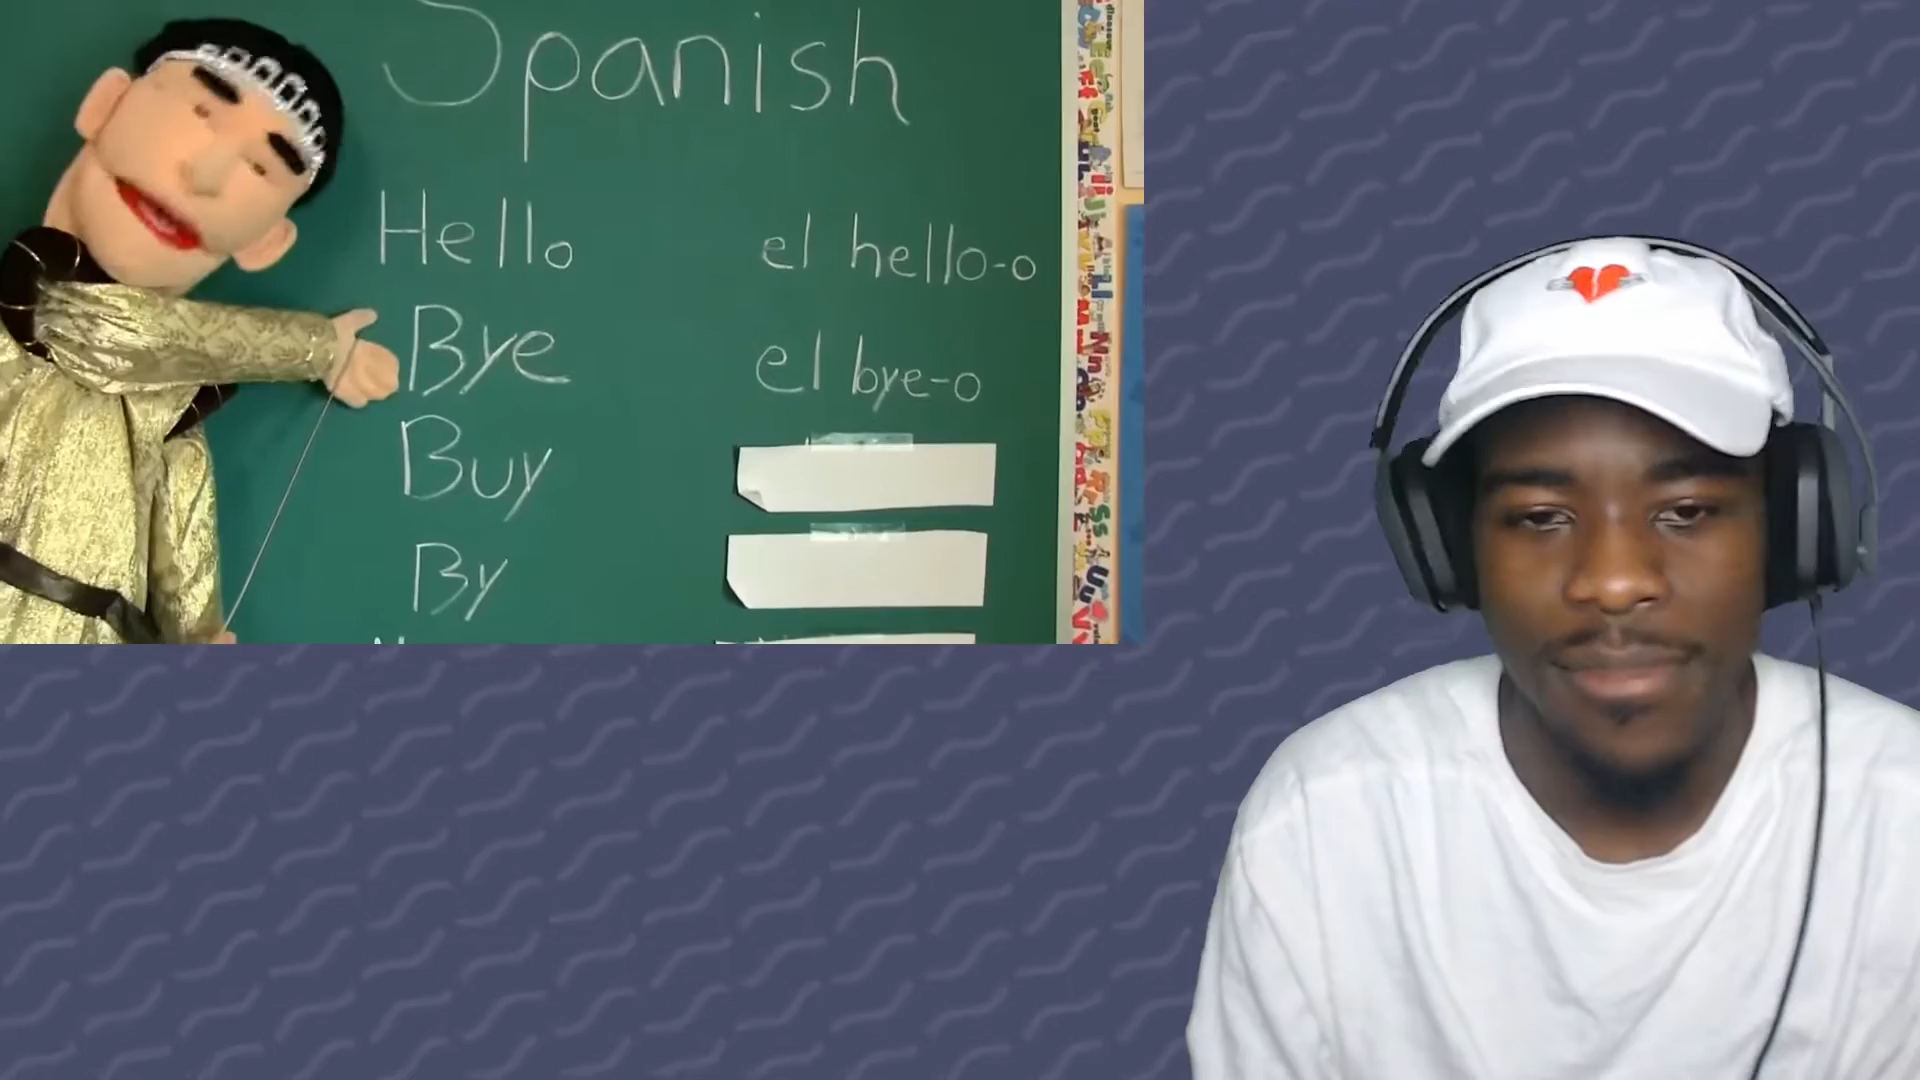 Spanish
Hello el hello-o
Bye el bye-o
Buy
By